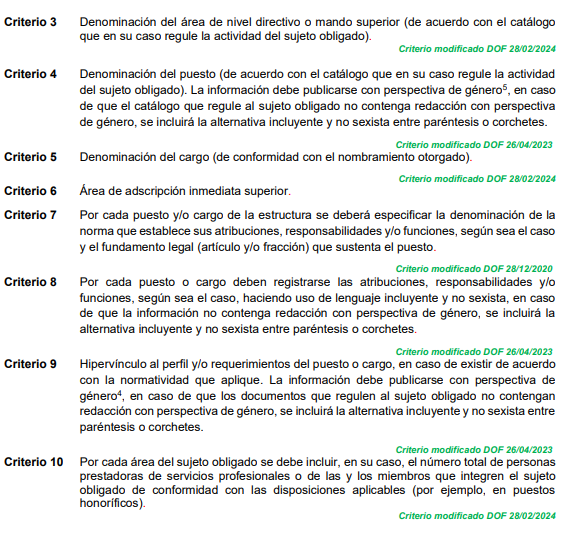 Criterio 3 Denominación del área de nivel directivo o mando superior (de acuerdo con el catálogo
que en su caso regule la actividad del sujeto obligado).
Criterio modificado DOF 28/02/2024
Criterio 4 Denominación del puesto (de acuerdo con el catálogo que en su caso regule la actividad
del sujeto obligado). La información debe publicarse con perspectiva de género⁵, en caso
de que el catálogo que regule al sujeto obligado no contenga redacción con perspectiva
de género, se incluirá la alternativa incluyente y no sexista entre paréntesis o corchetes.
Criterio modificado DOF 26/04/2023
Criterio 5 Denominación del cargo (de conformidad con el nombramiento otorgado).
Criterio modificado DOF 28/02/2024
Criterio 6 Área de adscripción inmediata superior.
Criterio 7 Por cada puesto y/o cargo de la estructura se deberá especificar la denominación de la
norma que establece sus atribuciones, responsabilidades y/o funciones, según sea el caso
y el fundamento legal (artículo y/o fracción) que sustenta el puesto.
Criterio modificado DOF 28/12/2020
Criterio 8 Por cada puesto o cargo deben registrarse las atribuciones, responsabilidades y/o
funciones, según sea el caso, haciendo uso de lenguaje incluyente y no sexista, en caso
de que la información no contenga redacción con perspectiva de género, se incluirá la
alternativa incluyente y no sexista entre paréntesis o corchetes.
Criterio modificado DOF 26/04/2023
Criterio 9 Hipervínculo al perfil y/o requerimientos del puesto o cargo, en caso de existir de acuerdo
con la normatividad que aplique. La información debe publicarse con perspectiva de
género⁴, en caso de que los documentos que regulen al sujeto obligado no contengan
redacción con perspectiva de género, se incluirá la alternativa incluyente y no sexista entre
paréntesis o corchetes.
Criterio modificado DOF 26/04/2023
Criterio 10 Por cada área del sujeto obligado se debe incluir, en su caso, el número total de personas
prestadoras de servicios profesionales o de las y los miembros que integren el sujeto
obligado de conformidad con las disposiciones aplicables (por ejemplo, en puestos
honoríficos).
Criterio modificado DOF 28/02/2024